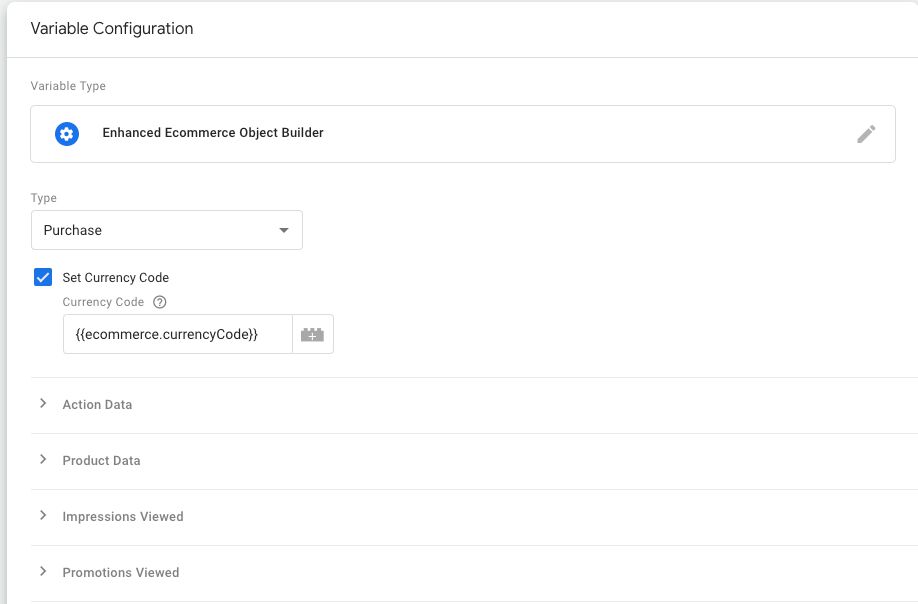 Variable Configuration
Variable Type
Enhanced Ecommerce Object Builder
Type
Purchase
Set Currency Code
Currency Code ?
{{ecommerce.currencyCode}}
Action Data
Product Data
Impressions Viewed
Promotions Viewed